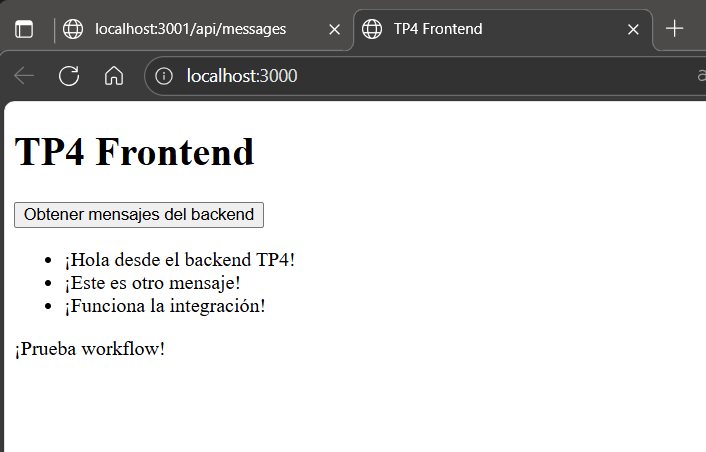 localhost:3001/api/messages
TP4 Frontend
localhost:3000
TP4 Frontend
Obtener mensajes del backend
¡Hola desde el backend TP4!
¡Este es otro mensaje!
¡Funciona la integración!
¡Prueba workflow!